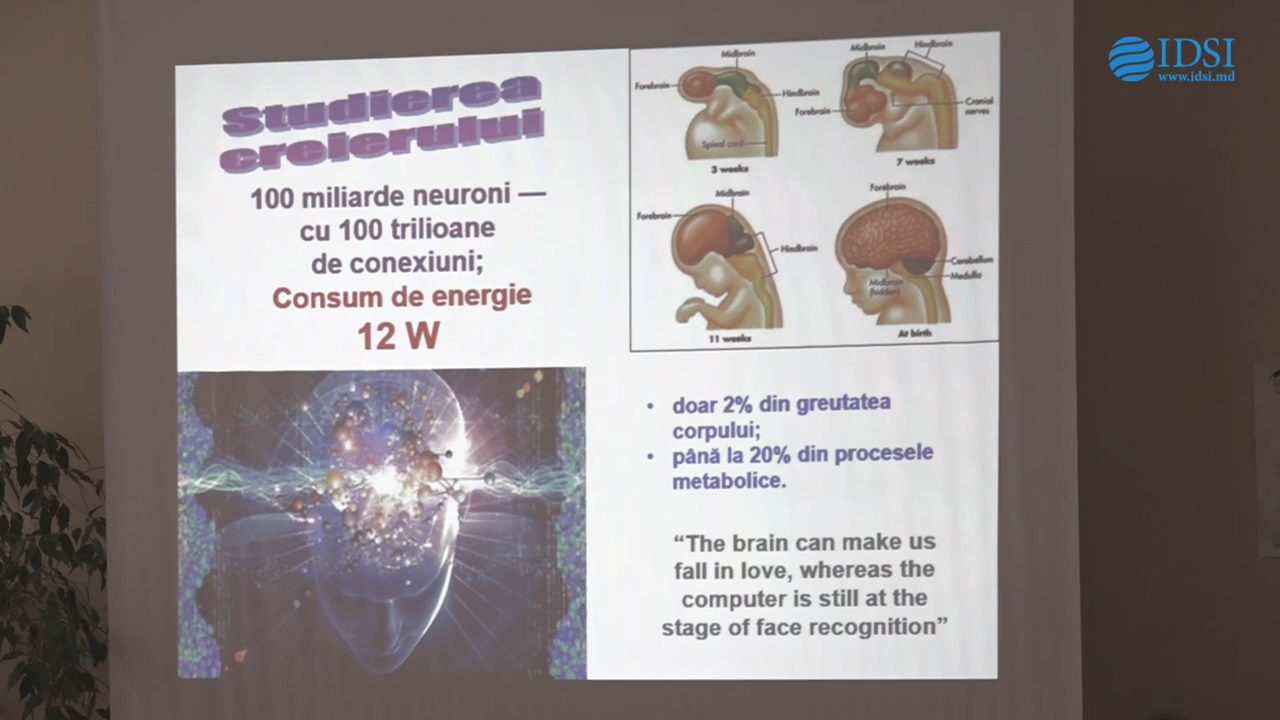 Studierea
creierului
100 miliarde neuroni —
cu 100 trilioane
de conexiuni;
Consum de energie
12 W
Midbrain
Forebrain
Hindbrain
Spinal cord
3 weeks
Midbrain
Hindbrain
Forebrain
Cranial
nerves
7 weeks
Midbrain
Forebrain
Hindbrain
11 weeks
Forebrain
Cerebellum
Medulla
Midbrain
(hidden)
At birth
• doar 2% din greutatea
corpului;
• până la 20% din procesele
metabolice.
“The brain can make us
fall in love, whereas the
computer is still at the
stage of face recognition”
IDSI
www.idsi.md